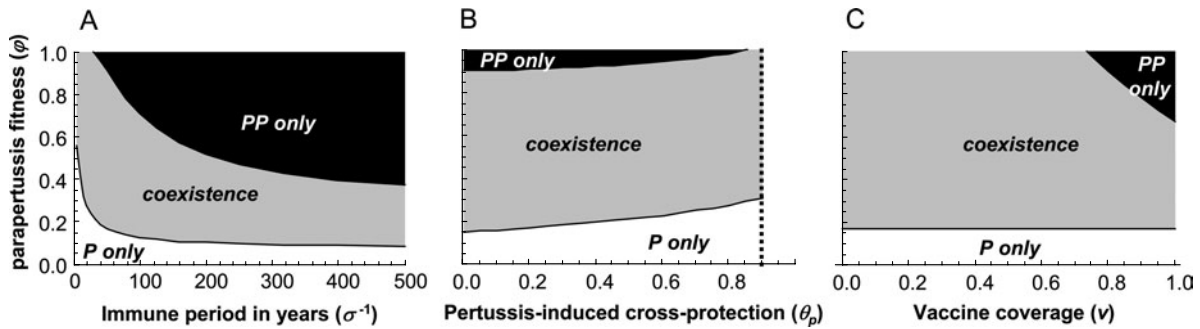 A
B
C
parapertussis fitness (φ)
1.0
0.8
0.6
0.4
0.2
0.0
PP only
coexistence
P only
0
100
200
300
400
500
Immune period in years (σ⁻¹)
PP only
coexistence
P only
0.0
0.2
0.4
0.6
0.8
1.0
Pertussis-induced cross-protection (θₚ)
PP
only
coexistence
P only
0.0
0.2
0.4
0.6
0.8
1.0
Vaccine coverage (v)